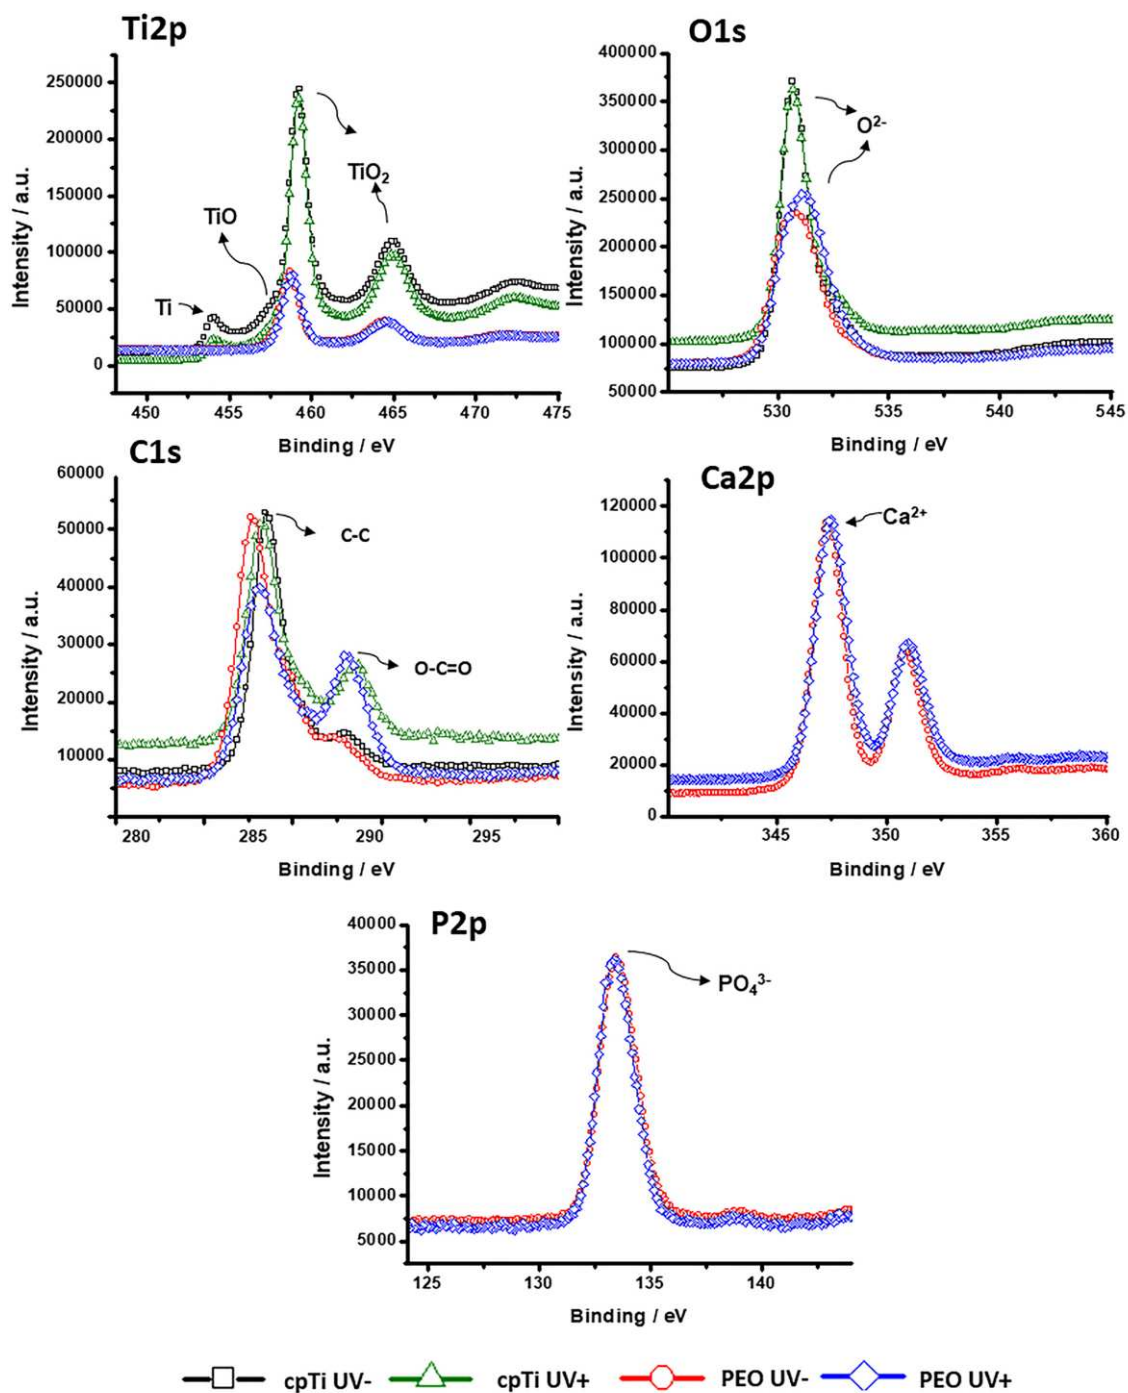 Ti2p
250000
200000
150000
100000
50000
0
Intensity / a.u.
Ti
TiO
TiO₂
450 455 460 465 470 475
Binding / eV
O1s
400000
350000
300000
250000
200000
150000
100000
50000
Intensity / a.u.
O²⁻
530 535 540 545
Binding / eV
C1s
60000
50000
40000
30000
20000
10000
Intensity / a.u.
C-C
O-C=O
280 285 290 295
Binding / eV
Ca2p
120000
100000
80000
60000
40000
20000
0
Intensity / a.u.
Ca²⁺
345 350 355 360
Binding / eV
P2p
40000
35000
30000
25000
20000
15000
10000
5000
Intensity / a.u.
PO₄³⁻
125 130 135 140
Binding / eV
cpTi UV- cpTi UV+ PEO UV- PEO UV+